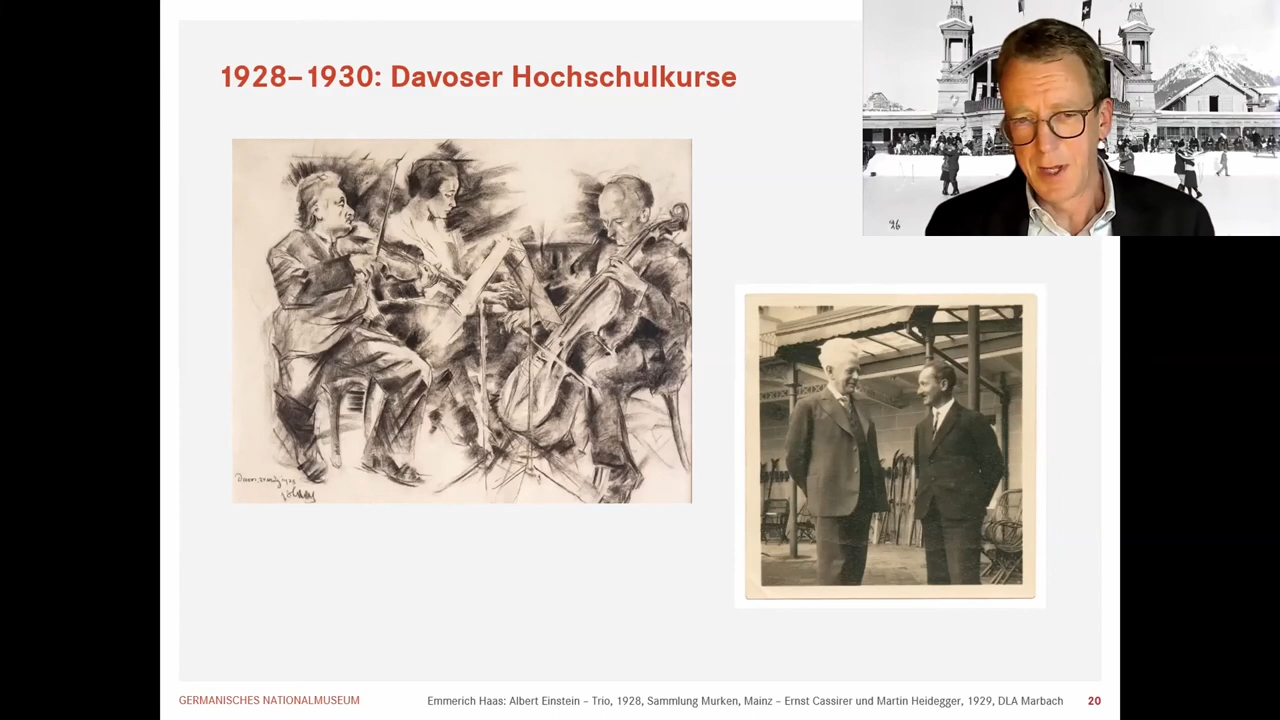 1928–1930: Davoser Hochschulkurse
'26
GERMANISCHES NATIONALMUSEUM
Emmerich Haas: Albert Einstein – Trio, 1928, Sammlung Murken, Mainz – Ernst Cassirer und Martin Heidegger, 1929, DLA Marbach
20